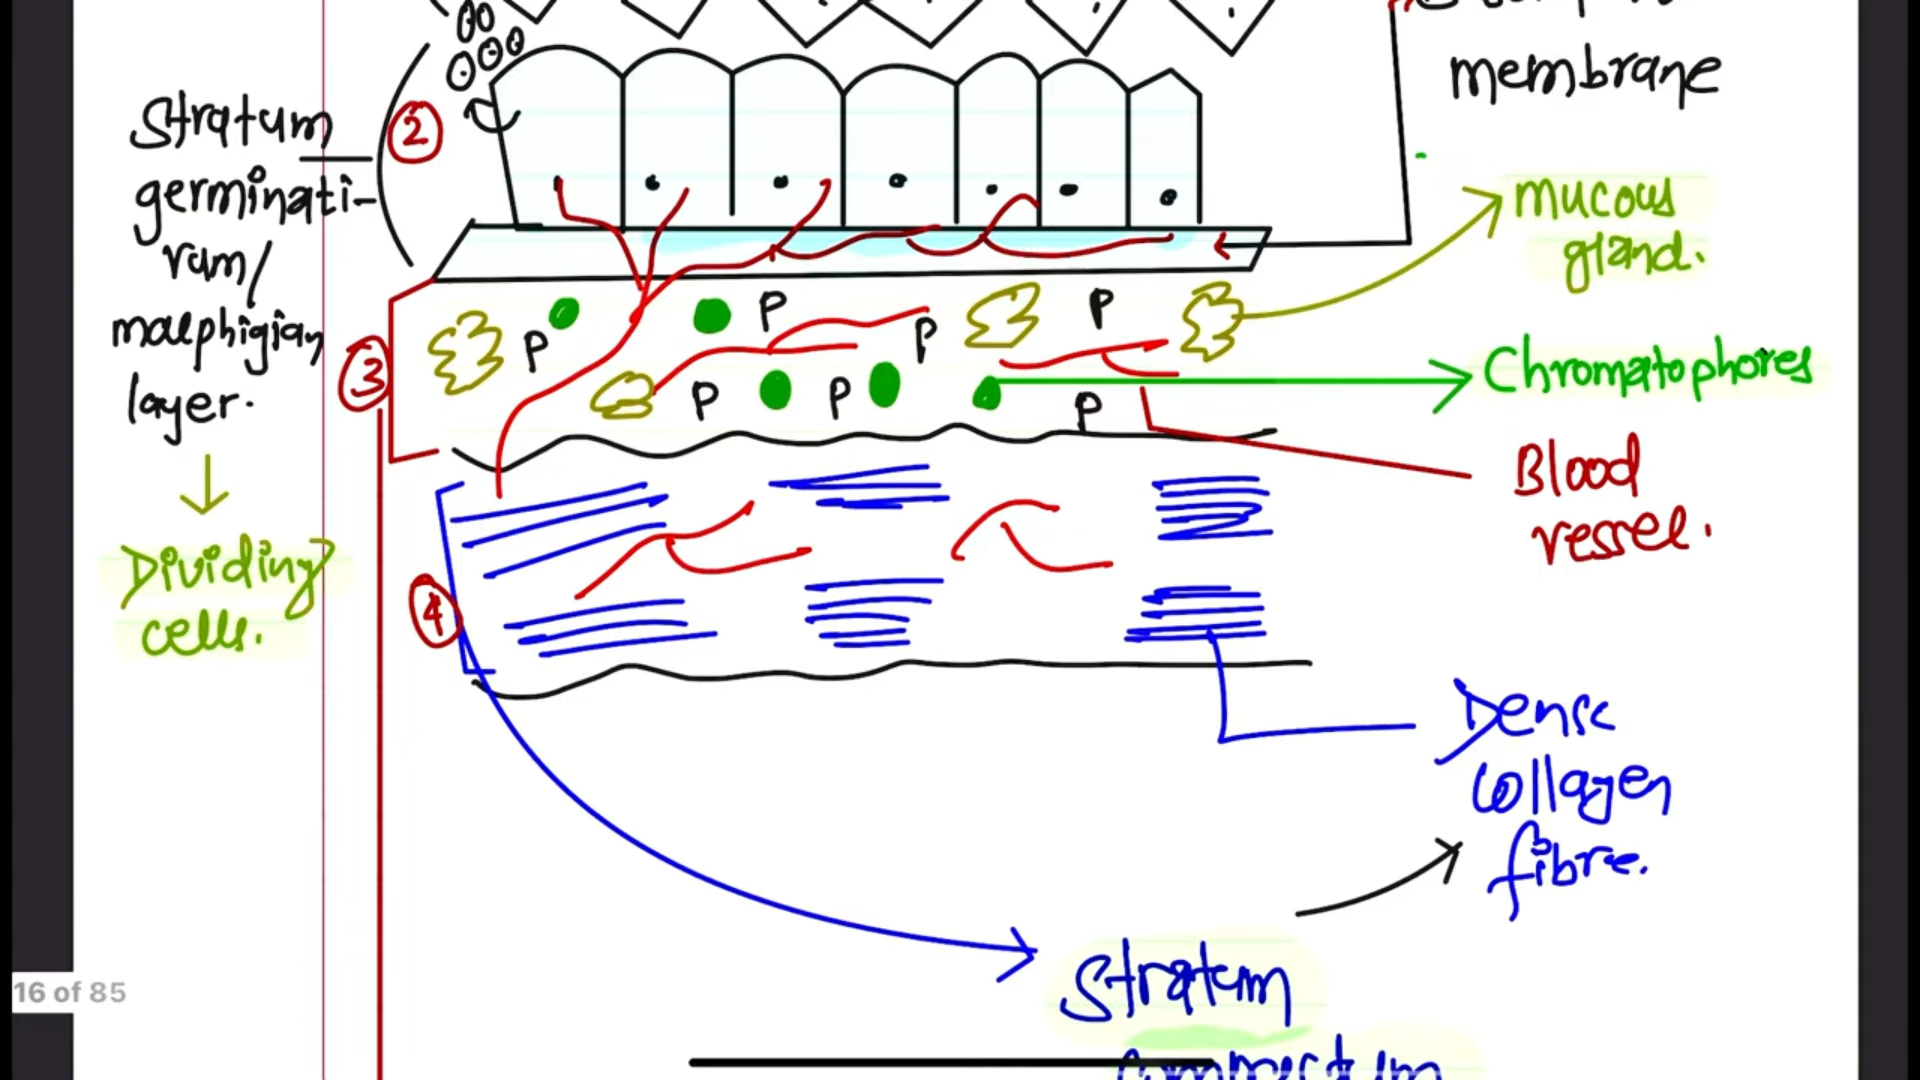 membrane
Stratum
②
germinati-
rum/
malphigian
layer.
Dividing
cells.
mucous
gland.
③
P
P
P
P
P
P
P
Chromatophores
Blood
vessel.
④
Dense
collagen
fibre.
Stratum
16 of 85